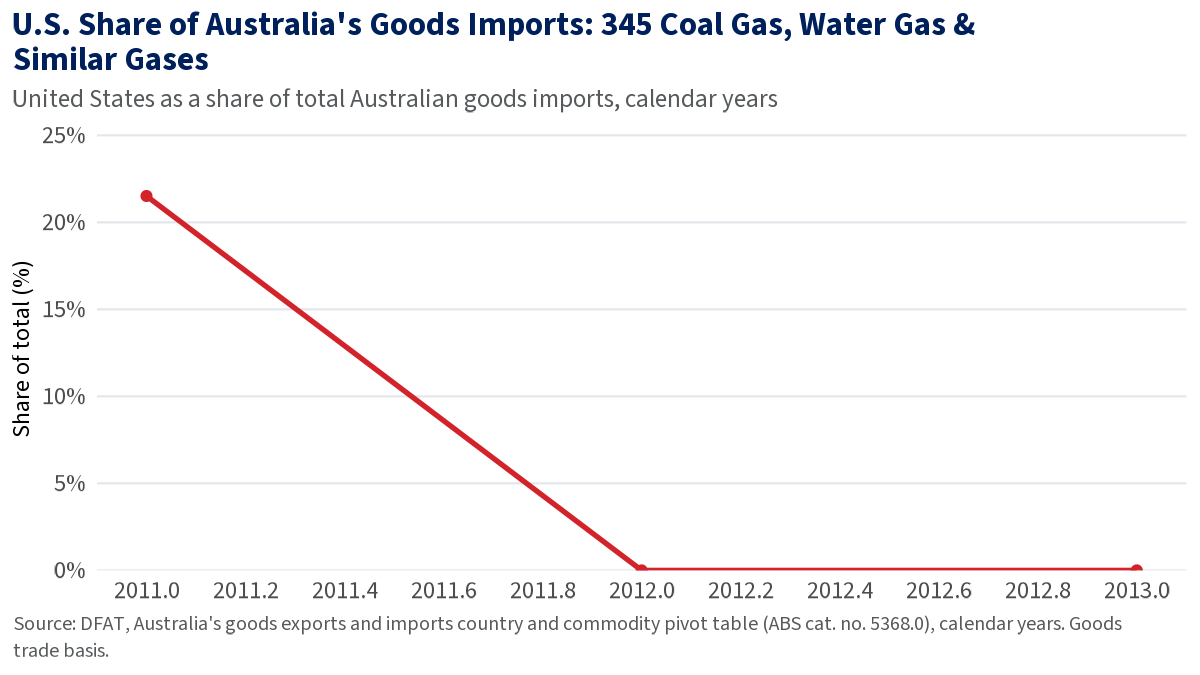 U.S. Share of Australia's Goods Imports: 345 Coal Gas, Water Gas &
Similar Gases
United States as a share of total Australian goods imports, calendar years
Share of total (%)
25%
20%
15%
10%
5%
0%
2011.0 2011.2 2011.4 2011.6 2011.8 2012.0 2012.2 2012.4 2012.6 2012.8 2013.0
Source: DFAT, Australia's goods exports and imports country and commodity pivot table (ABS cat. no. 5368.0), calendar years. Goods
trade basis.